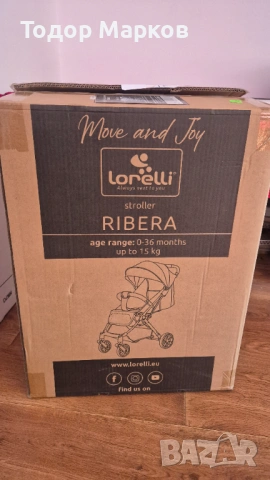 Тодор Марков
Move and Joy
lorelli
Always next to you
stroller
RIBERA
age range: 0-36 months
up to 15 kg
www.lorelli.eu
find us on
BAZAR